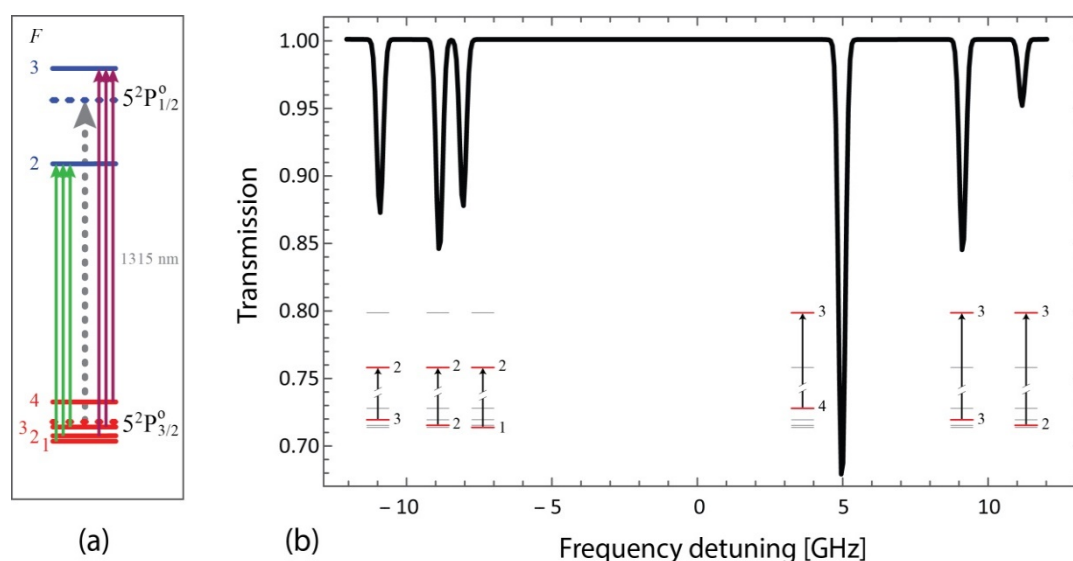 F
3
5²P°1/2
2
1315 nm
4
5²P°3/2
3
2
1
(a)
1.00
0.95
0.90
0.85
0.80
0.75
0.70
Transmission
3 3 3
2 2 2
3 2 1 4 3 2
– 10 – 5 0 5 10
(b) Frequency detuning [GHz]